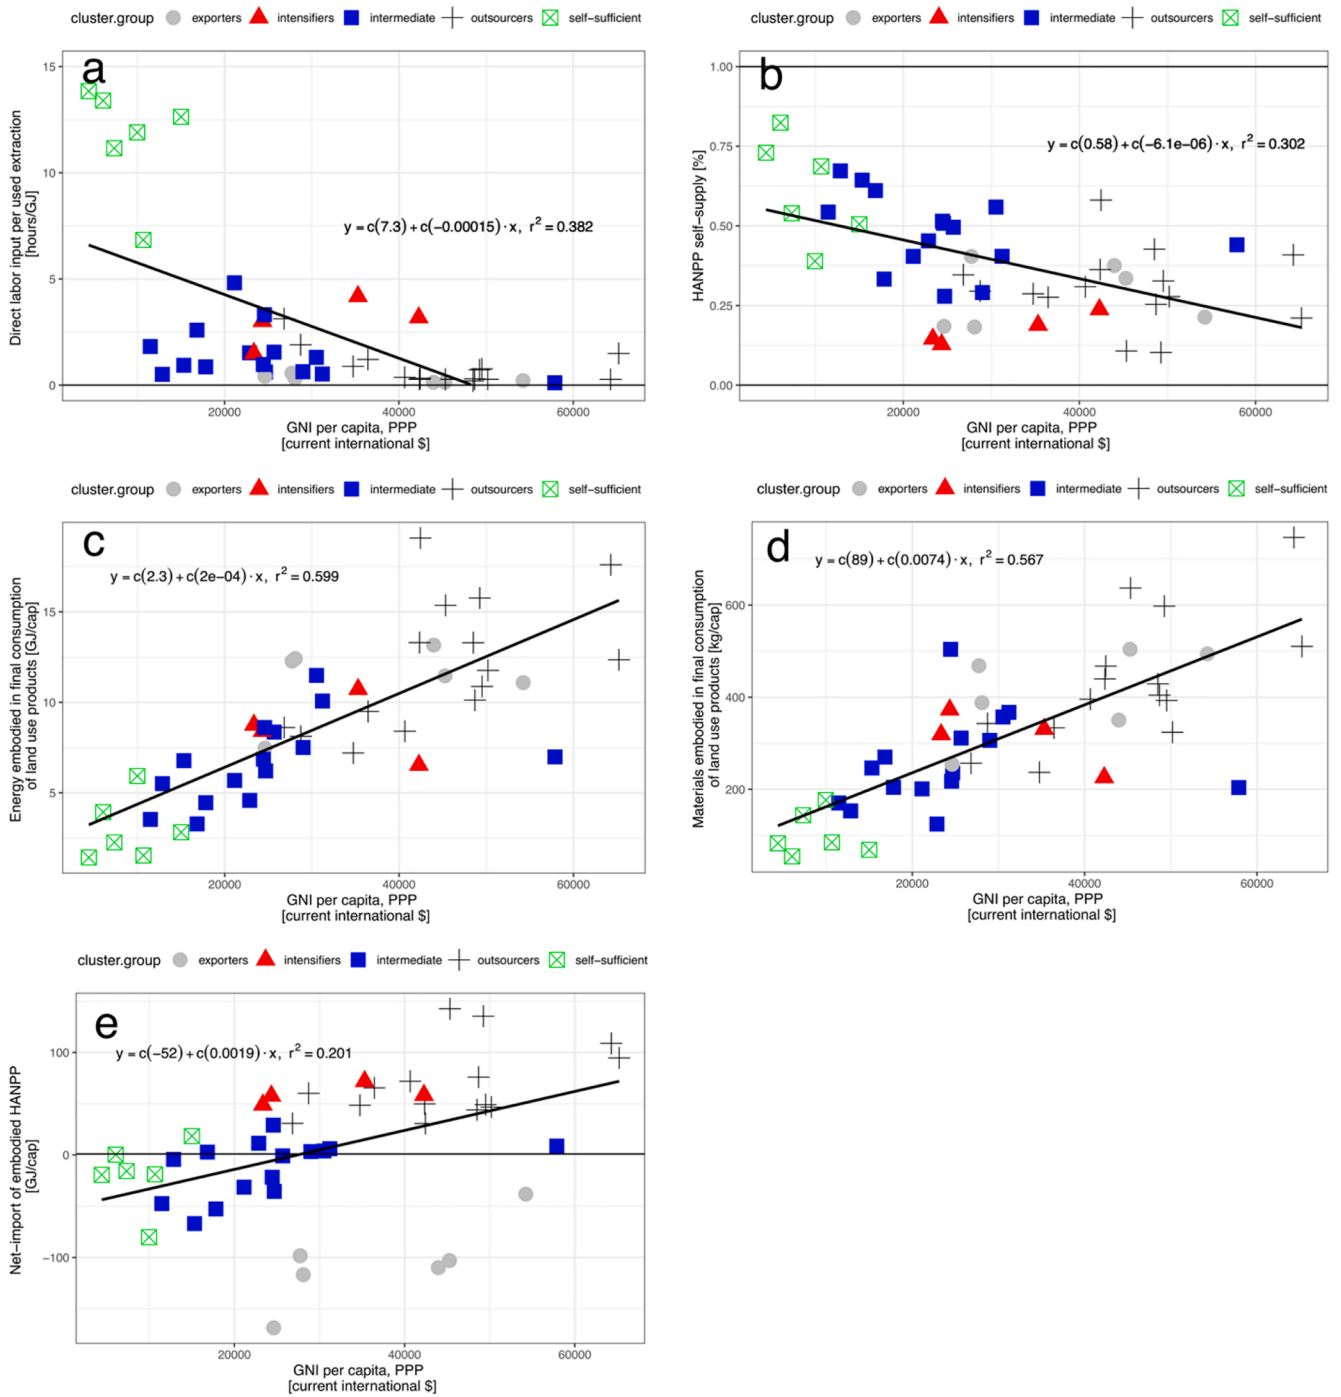 cluster.group exporters intensifiers intermediate outsourcers self−sufficient
cluster.group exporters intensifiers intermediate outsourcers self−sufficient
a
15
10
5
0
y = c(7.3) + c(−0.00015) · x, r² = 0.382
Direct labor input per used extraction
[hours/GJ]
20000 40000 60000
GNI per capita, PPP
[current international $]
b
1.00
0.75
0.50
0.25
0.00
y = c(0.58) + c(−6.1e−06) · x, r² = 0.302
HANPP self−supply [%]
20000 40000 60000
GNI per capita, PPP
[current international $]
cluster.group exporters intensifiers intermediate outsourcers self−sufficient
cluster.group exporters intensifiers intermediate outsourcers self−sufficient
c
y = c(2.3) + c(2e−04) · x, r² = 0.599
15
10
5
Energy embodied in final consumption
of land use products [GJ/cap]
20000 40000 60000
GNI per capita, PPP
[current international $]
d
y = c(89) + c(0.0074) · x, r² = 0.567
600
400
200
Materials embodied in final consumption
of land use products [kg/cap]
20000 40000 60000
GNI per capita, PPP
[current international $]
cluster.group exporters intensifiers intermediate outsourcers self−sufficient
e
y = c(−52) + c(0.0019) · x, r² = 0.201
100
0
−100
Net−import of embodied HANPP
[GJ/cap]
20000 40000 60000
GNI per capita, PPP
[current international $]